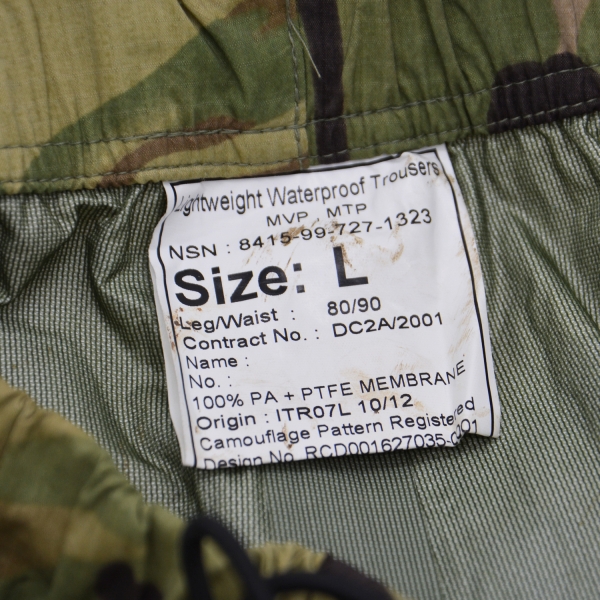 Lightweight Waterproof Trousers
MVP MTP
NSN : 8415-99-727-1323
Size: L
Leg/Waist : 80/90
Contract No. : DC2A/2001
Name :
No. :
100% PA + PTFE MEMBRANE
Origin : ITR07L 10/12
Camouflage Pattern Registered
Design No. RCD001627035-0001